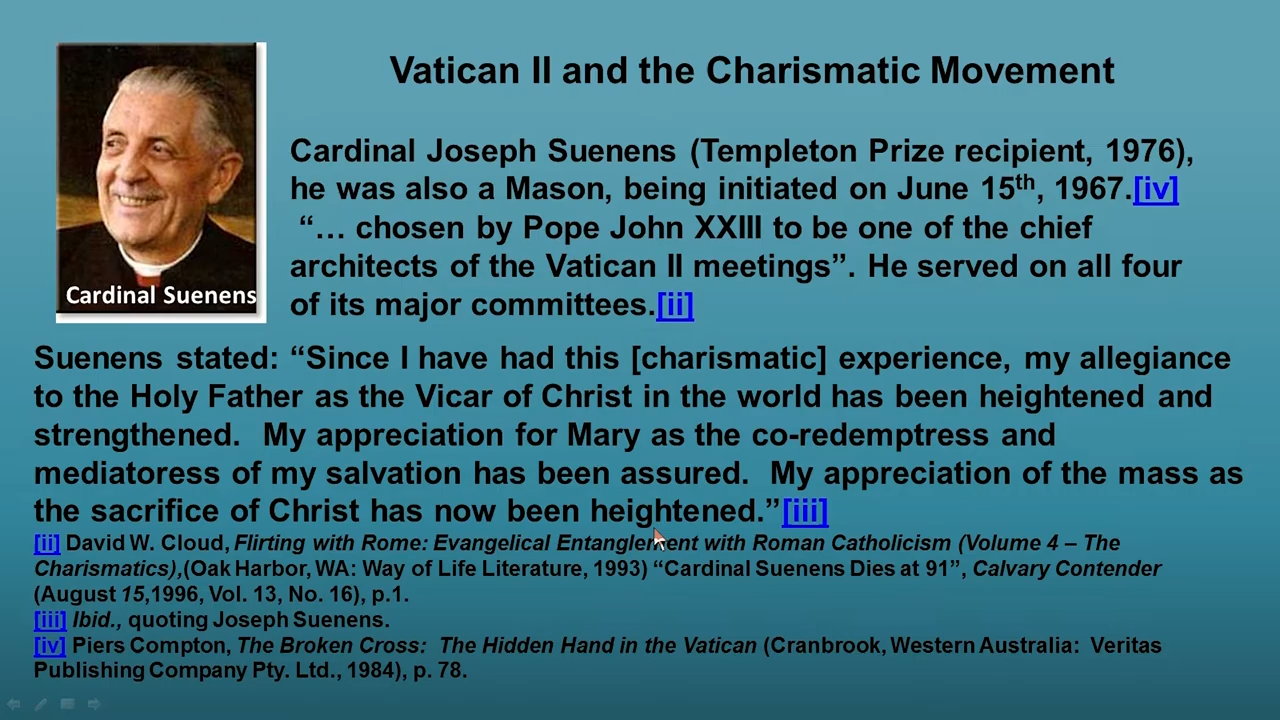 Vatican II and the Charismatic Movement
Cardinal Joseph Suenens (Templeton Prize recipient, 1976),
he was also a Mason, being initiated on June 15th, 1967.[iv]
“… chosen by Pope John XXIII to be one of the chief
architects of the Vatican II meetings”. He served on all four
of its major committees.[ii]
Cardinal Suenens
Suenens stated: “Since I have had this [charismatic] experience, my allegiance
to the Holy Father as the Vicar of Christ in the world has been heightened and
strengthened. My appreciation for Mary as the co-redemptress and
mediatoress of my salvation has been assured. My appreciation of the mass as
the sacrifice of Christ has now been heightened.”[iii]
[ii] David W. Cloud, Flirting with Rome: Evangelical Entanglement with Roman Catholicism (Volume 4 – The
Charismatics),(Oak Harbor, WA: Way of Life Literature, 1993) “Cardinal Suenens Dies at 91”, Calvary Contender
(August 15,1996, Vol. 13, No. 16), p.1.
[iii] Ibid., quoting Joseph Suenens.
[iv] Piers Compton, The Broken Cross: The Hidden Hand in the Vatican (Cranbrook, Western Australia: Veritas
Publishing Company Pty. Ltd., 1984), p. 78.